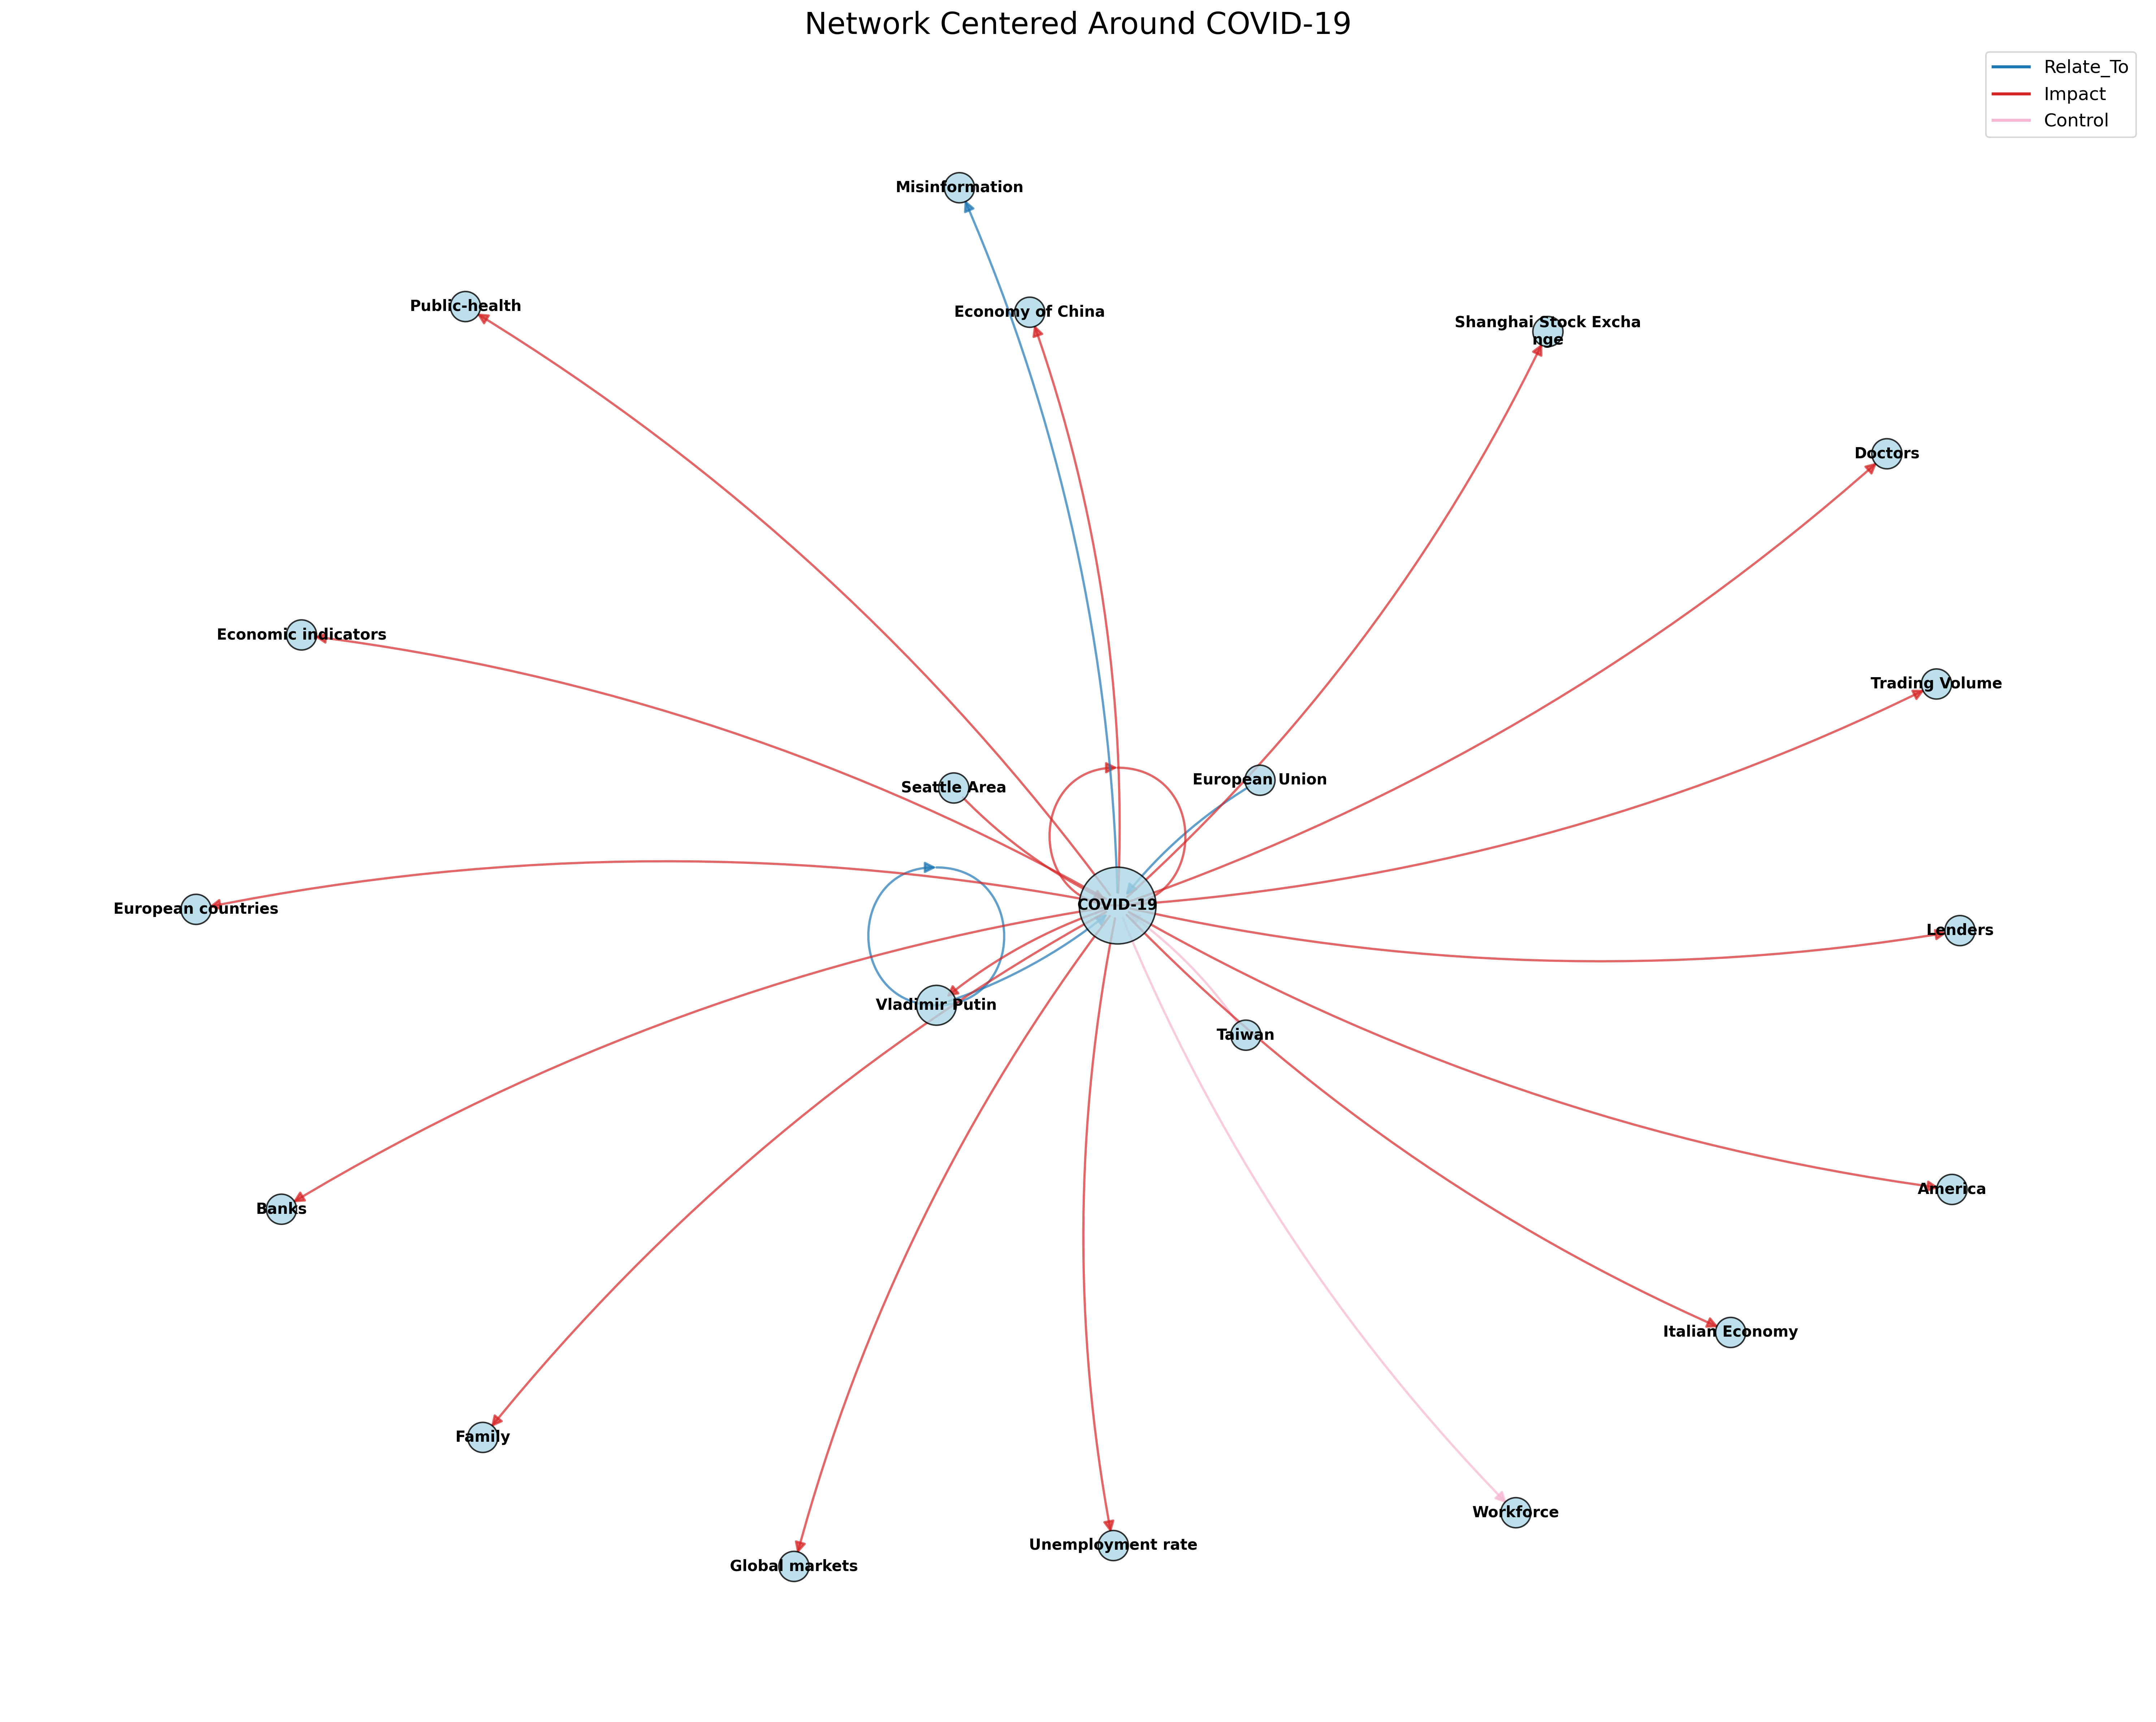 Network Centered Around COVID-19
Relate_To
Impact
Control
Misinformation
Public-health
Economy of China
Shanghai Stock Excha
nge
Doctors
Economic indicators
Trading Volume
Seattle Area
European Union
COVID-19
European countries
Lenders
Vladimir Putin
Taiwan
America
Banks
Italian Economy
Family
Workforce
Unemployment rate
Global markets